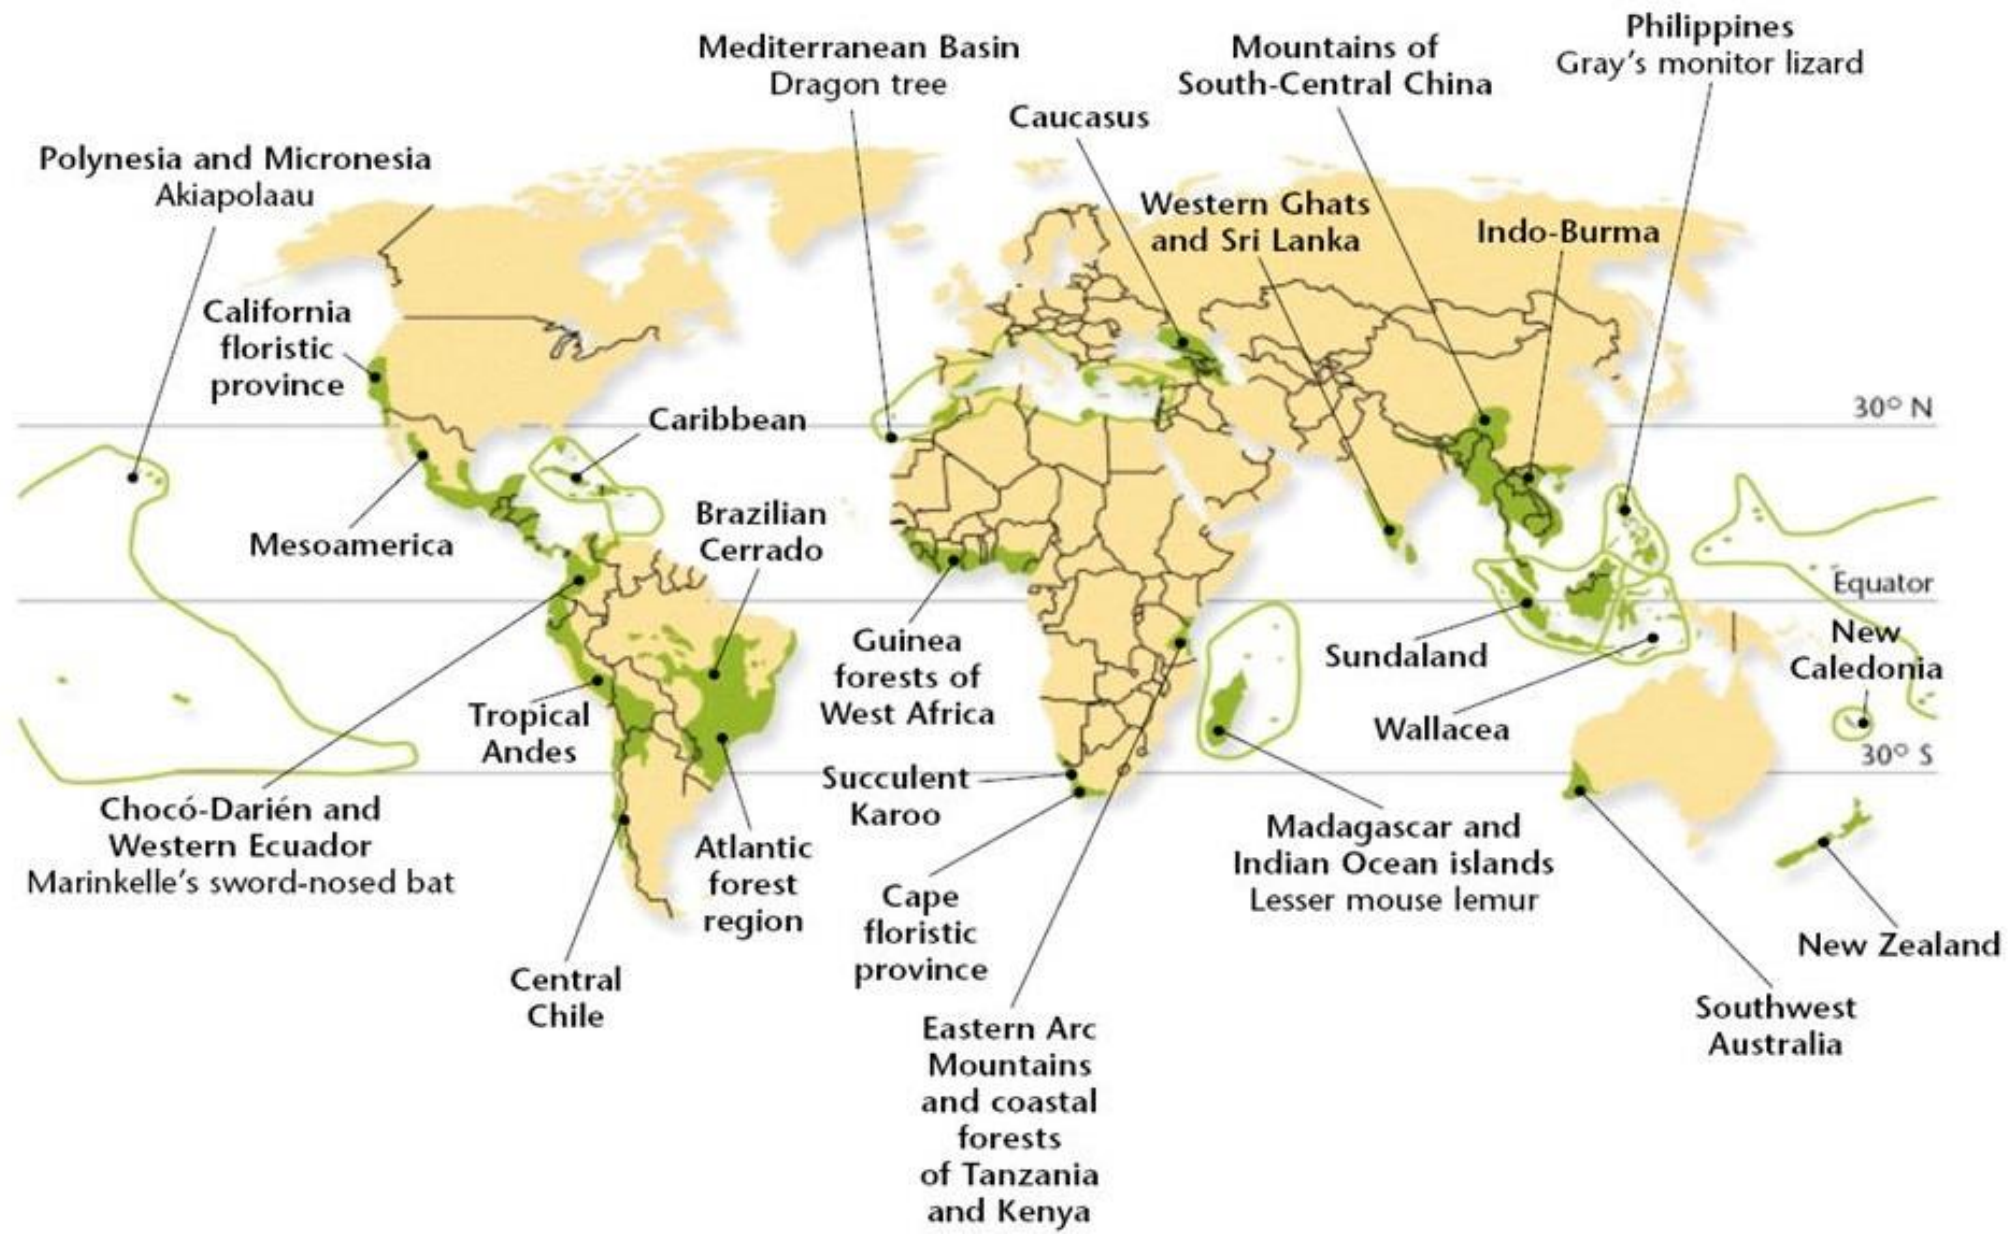 Philippines
Gray's monitor lizard
Mediterranean Basin
Dragon tree
Mountains of
South-Central China
Caucasus
Polynesia and Micronesia
Akiapolaau
Western Ghats
and Sri Lanka
Indo-Burma
California
floristic
province
30° N
Caribbean
Brazilian
Cerrado
Mesoamerica
Equator
Guinea
forests of
West Africa
Sundaland
New
Caledonia
Tropical
Andes
Wallacea
30° S
Succulent
Karoo
Chocó-Darién and
Western Ecuador
Marinkelle's sword-nosed bat
Atlantic
forest
region
Madagascar and
Indian Ocean islands
Lesser mouse lemur
Cape
floristic
province
New Zealand
Central
Chile
Southwest
Australia
Eastern Arc
Mountains
and coastal
forests
of Tanzania
and Kenya